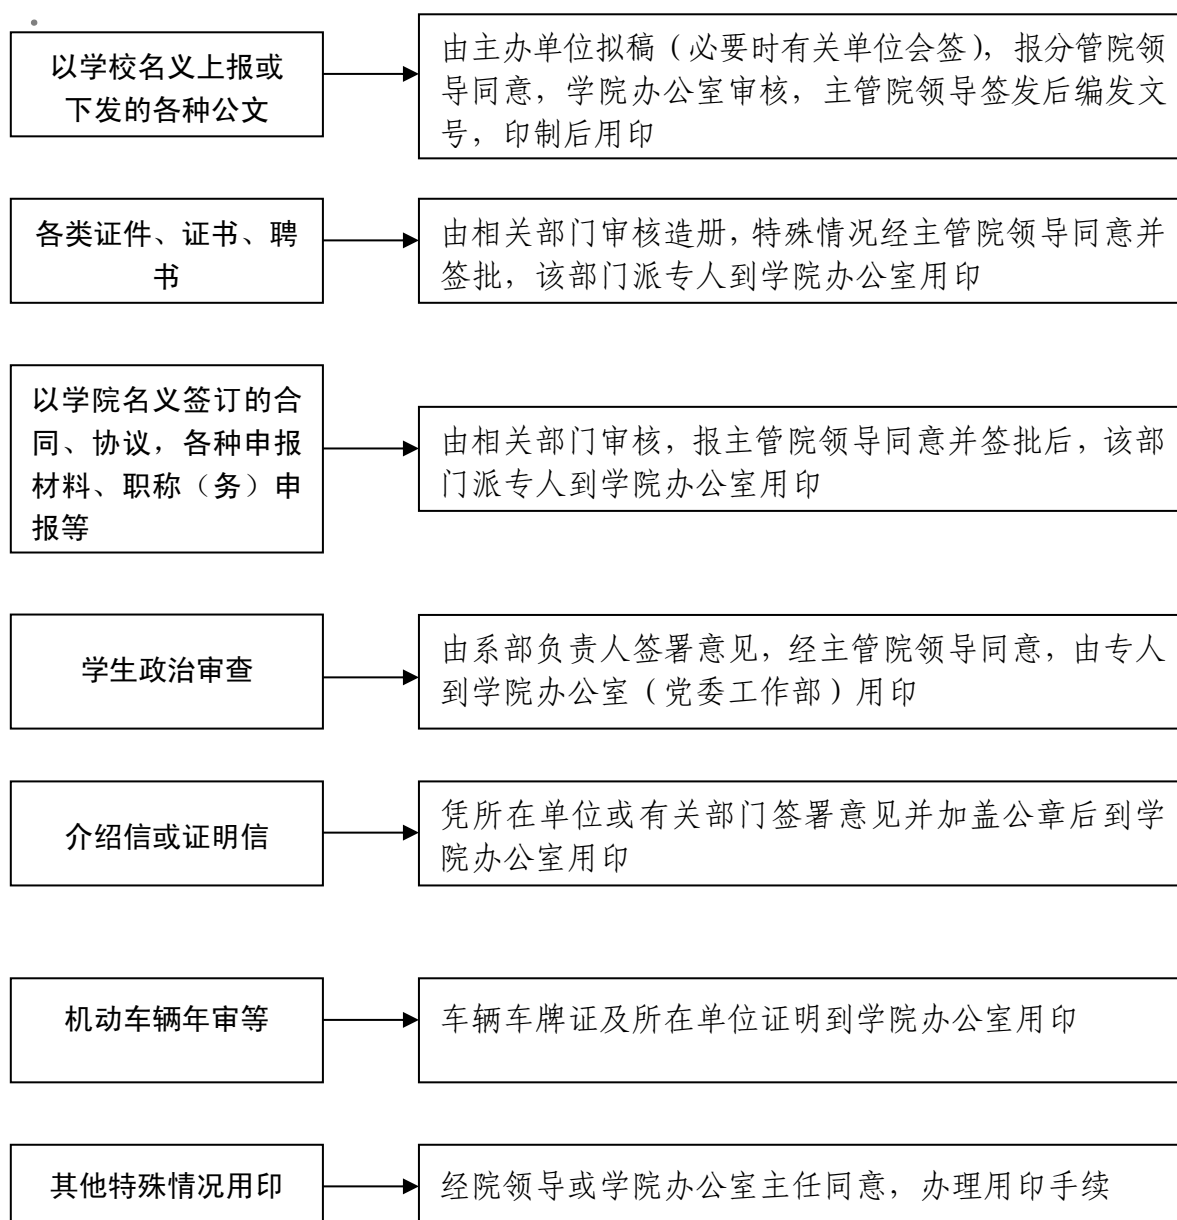 以学校名义上报或
下发的各种公文
由主办单位拟稿（必要时有关单位会签），报分管院领
导同意，学院办公室审核，主管院领导签发后编发文
号，印制后用印
各类证件、证书、聘
书
由相关部门审核造册，特殊情况经主管院领导同意并
签批，该部门派专人到学院办公室用印
以学院名义签订的合
同、协议，各种申报
材料、职称（务）申
报等
由相关部门审核，报主管院领导同意并签批后，该部
门派专人到学院办公室用印
学生政治审查
由系部负责人签署意见，经主管院领导同意，由专人
到学院办公室（党委工作部）用印
介绍信或证明信
凭所在单位或有关部门签署意见并加盖公章后到学
院办公室用印
机动车辆年审等
车辆车牌证及所在单位证明到学院办公室用印
其他特殊情况用印
经院领导或学院办公室主任同意，办理用印手续